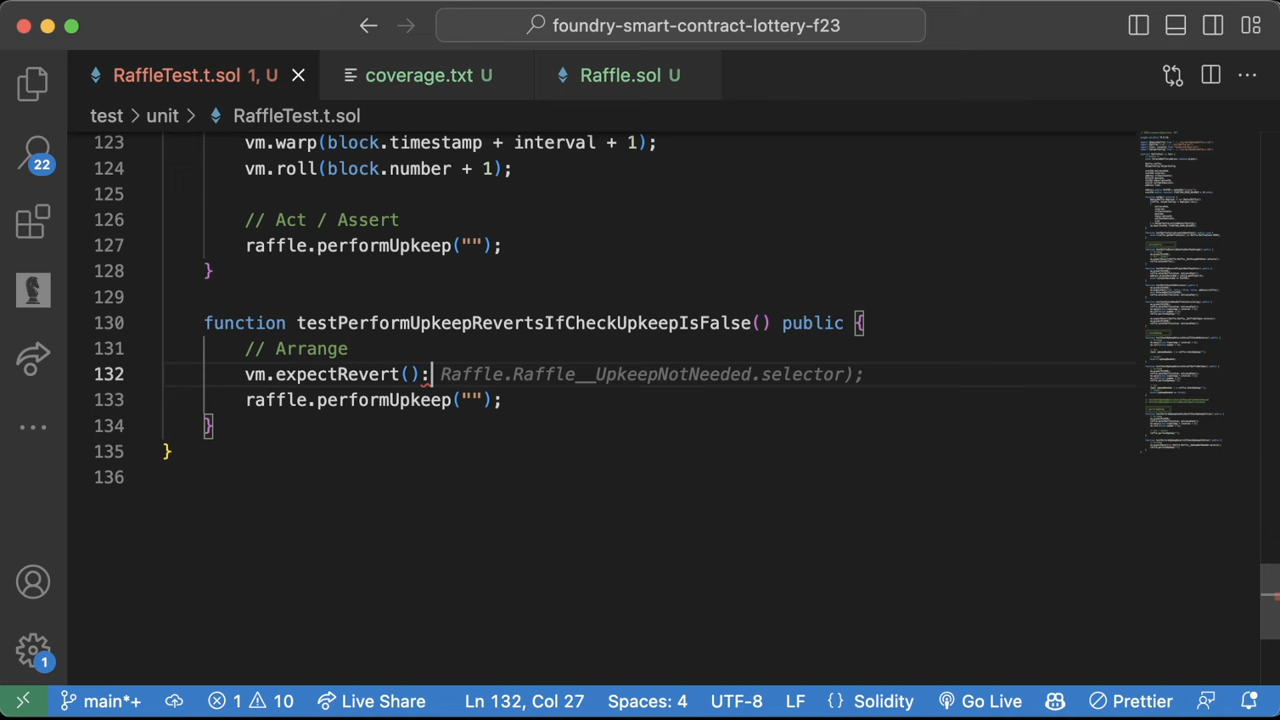 foundry-smart-contract-lottery-f23
RaffleTest.t.sol 1, U
coverage.txt U
Raffle.sol U
test > unit > RaffleTest.t.sol
22
123 vm.warp(block.timestamp + interval + 1);
124 vm.roll(block.number + 1);
125
126 // Act / Assert
127 raffle.performUpkeep("");
128 }
129
130 function testPerformUpkeepRevertsifCheckUpkeepIsFalse() public {
131 // Arrange
132 vm.expectRevert(); Raffle.Raffle__UpkeepNotNeeded.selector);
133 raffle.performUpkeep("");
134 }
135 }
136
1
main*+ 1 10 Live Share Ln 132, Col 27 Spaces: 4 UTF-8 LF {} Solidity Go Live Prettier